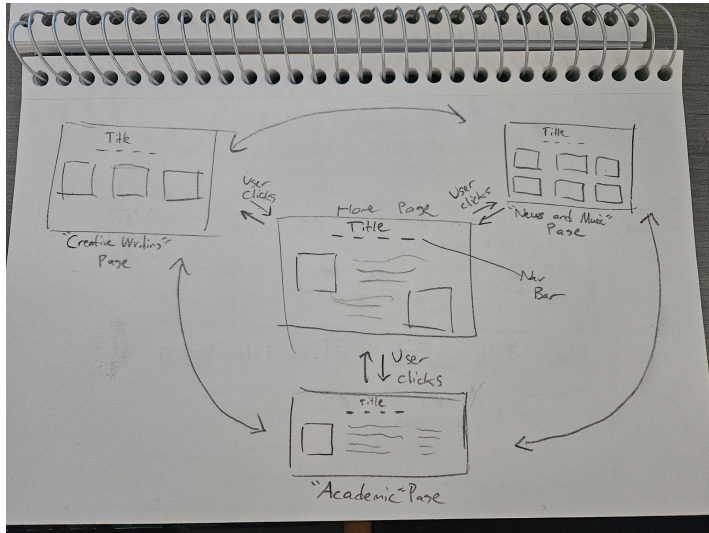 Title
"Creative Writing"
Page
User
clicks
Home Page
Title
Nav
Bar
User
clicks
Title
"News and Music"
Page
User
clicks
Title
"Academic" Page